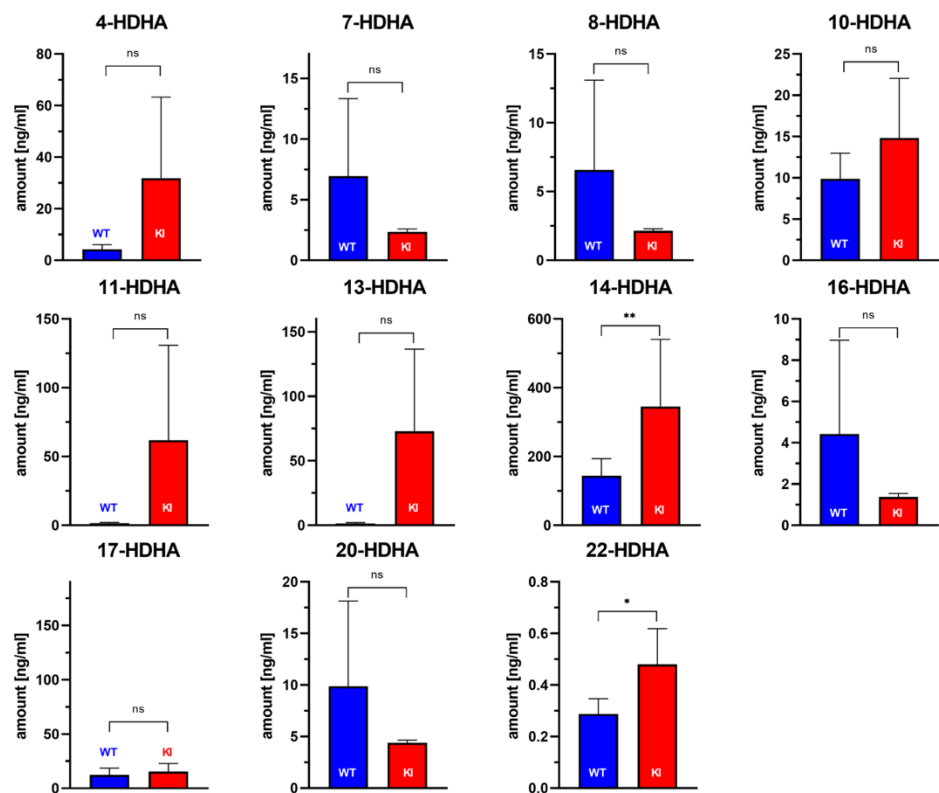 4-HDHA
amount [ng/ml]
80
60
40
20
0
ns
WT
KI
7-HDHA
amount [ng/ml]
15
10
5
0
ns
WT
KI
8-HDHA
amount [ng/ml]
15
10
5
0
ns
WT
KI
10-HDHA
amount [ng/ml]
25
20
15
10
5
0
ns
WT
KI
11-HDHA
amount [ng/ml]
150
100
50
0
ns
WT
KI
13-HDHA
amount [ng/ml]
150
100
50
0
ns
WT
KI
14-HDHA
amount [ng/ml]
600
400
200
0
**
WT
KI
16-HDHA
amount [ng/ml]
10
8
6
4
2
0
ns
WT
KI
17-HDHA
amount [ng/ml]
150
100
50
0
ns
WT
KI
20-HDHA
amount [ng/ml]
20
15
10
5
0
ns
WT
KI
22-HDHA
amount [ng/ml]
0.8
0.6
0.4
0.2
0.0
*
WT
KI